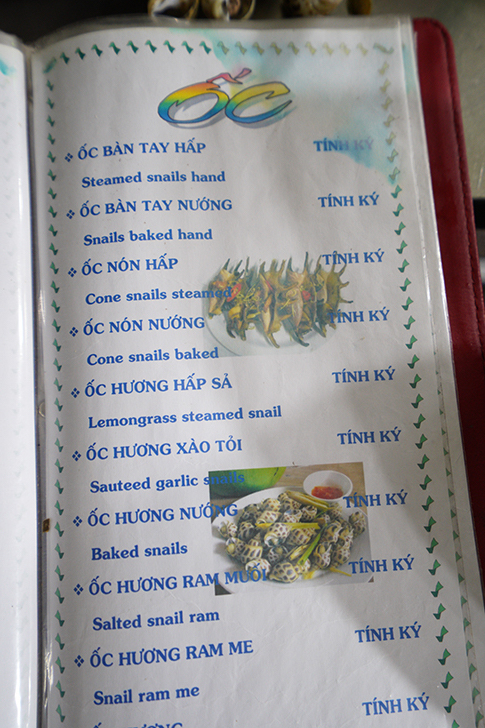 ỐC
❖ ỐC BÀN TAY HẤP TÍNH KÝ
Steamed snails hand
❖ ỐC BÀN TAY NƯỚNG TÍNH KÝ
Snails baked hand
❖ ỐC NÓN HẤP TÍNH KÝ
Cone snails steamed
❖ ỐC NÓN NƯỚNG TÍNH KÝ
Cone snails baked
❖ ỐC HƯƠNG HẤP SẢ TÍNH KÝ
Lemongrass steamed snail
❖ ỐC HƯƠNG XÀO TỎI TÍNH KÝ
Sauteed garlic snails
❖ ỐC HƯƠNG NƯỚNG TÍNH KÝ
Baked snails
❖ ỐC HƯƠNG RAM MUỐI TÍNH KÝ
Salted snail ram
❖ ỐC HƯƠNG RAM ME TÍNH KÝ
Snail ram me
TÍNH KÝ